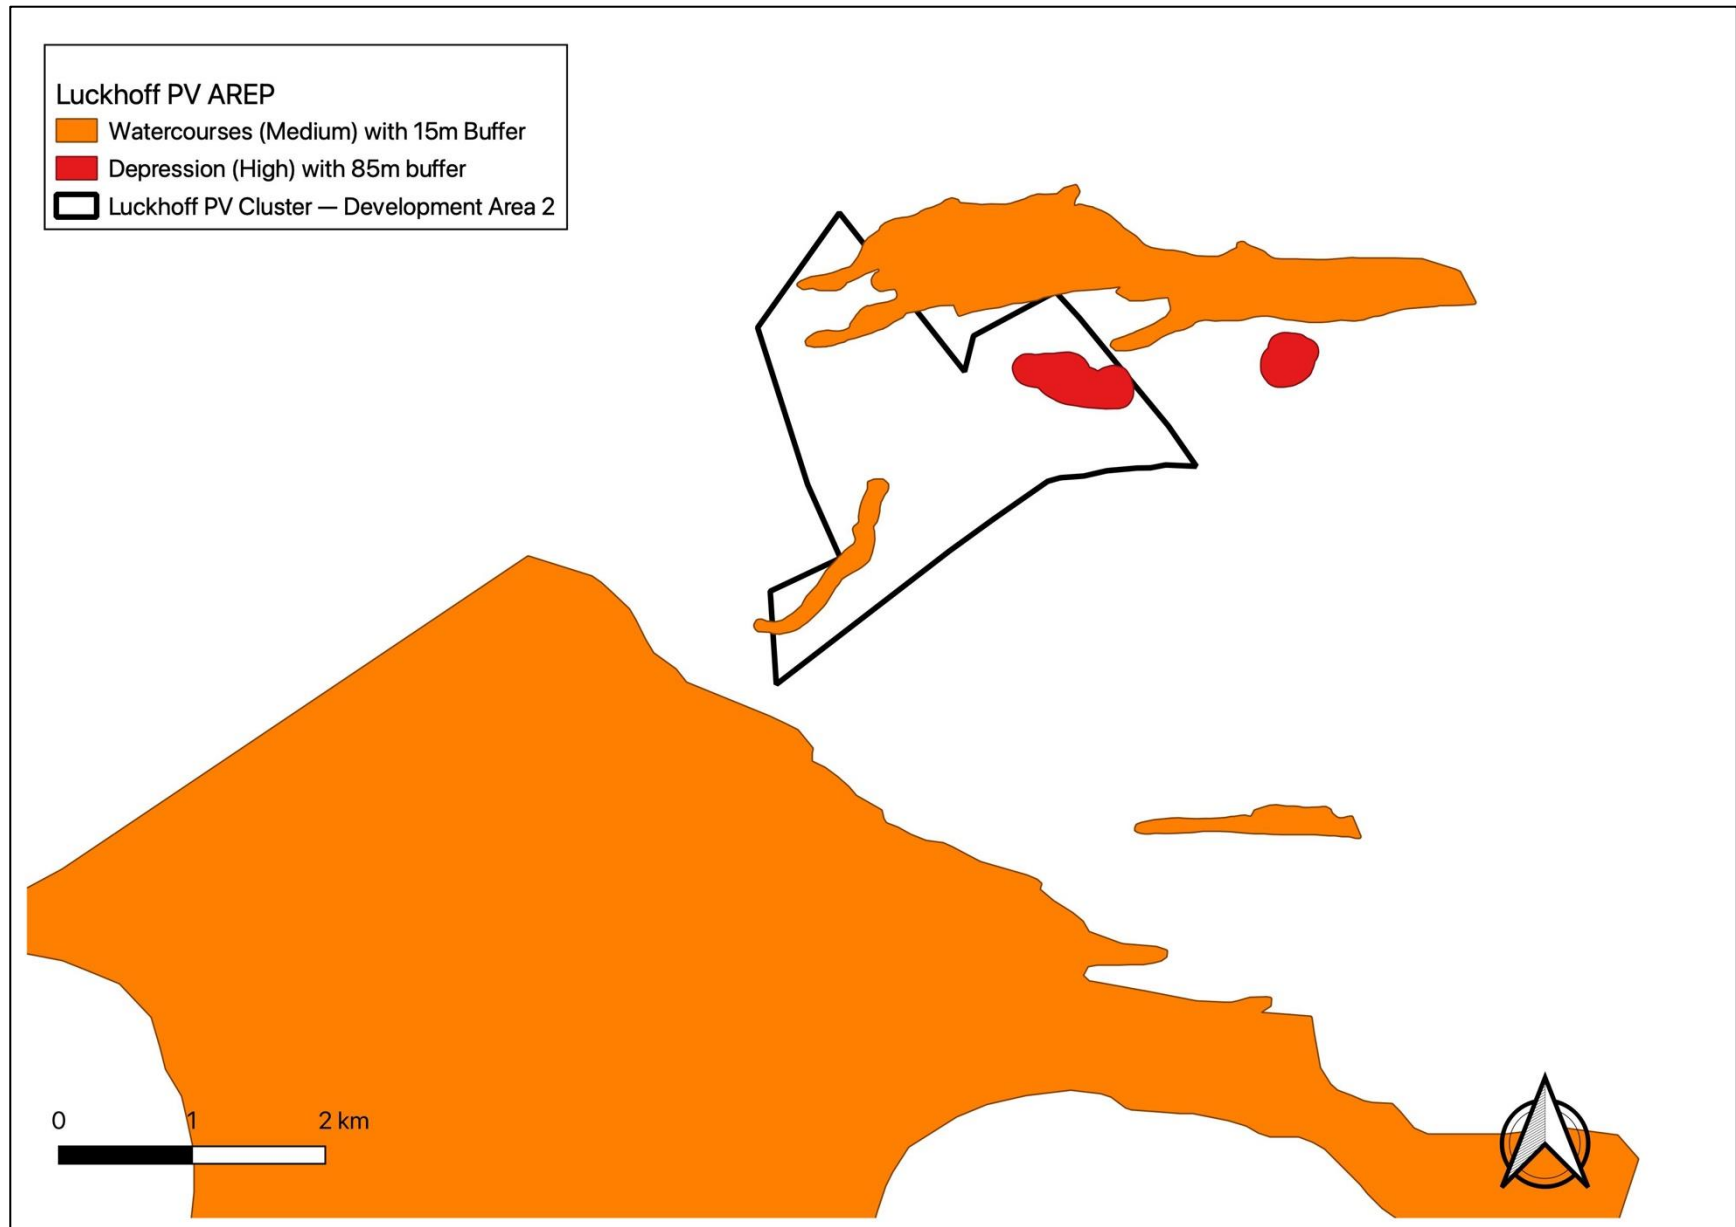 Luckhoff PV AREP
Watercourses (Medium) with 15m Buffer
Depression (High) with 85m buffer
Luckhoff PV Cluster — Development Area 2
0 1 2 km